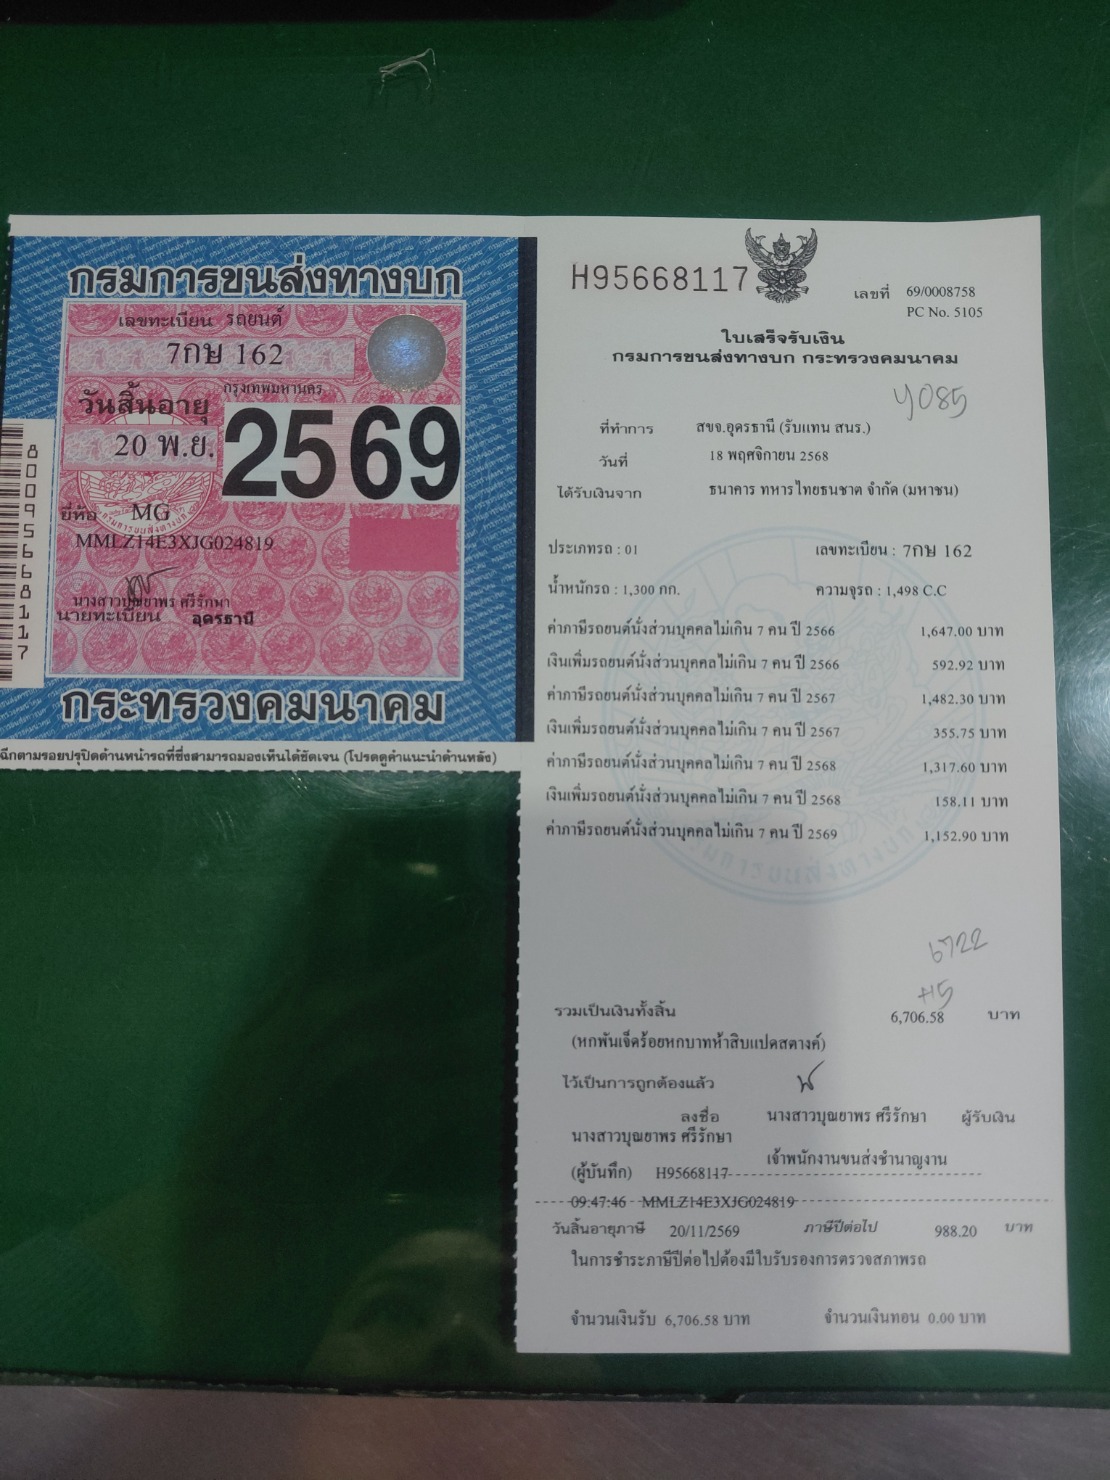 กรมการขนส่งทางบก
เลขทะเบียน รถยนต์
7กษ 162
กรุงเทพมหานคร
วันสิ้นอายุ
20 พ.ย.
2569
ยี่ห้อ MG
MMLZ14E3XJG024819
นางสาวบุณยาพร ศรีรักษา
นายทะเบียน อุดรธานี
กระทรวงคมนาคม
800095668117
ฉีกตามรอยปรุปิดด้านหน้ารถที่ซึ่งสามารถมองเห็นได้ชัดเจน (โปรดดูคำแนะนำด้านหลัง)
H95668117
เลขที่ 69/0008758
PC No. 5105
ใบเสร็จรับเงิน
กรมการขนส่งทางบก กระทรวงคมนาคม
y085
ที่ทำการ สขจ.อุดรธานี (รับแทน สนร.)
วันที่ 18 พฤศจิกายน 2568
ได้รับเงินจาก ธนาคาร ทหารไทยธนชาต จำกัด (มหาชน)
ประเภทรถ : 01 เลขทะเบียน : 7กษ 162
น้ำหนักรถ : 1,300 กก. ความจุรถ : 1,498 C.C
ค่าภาษีรถยนต์นั่งส่วนบุคคลไม่เกิน 7 คน ปี 2566 1,647.00 บาท
เงินเพิ่มรถยนต์นั่งส่วนบุคคลไม่เกิน 7 คน ปี 2566 592.92 บาท
ค่าภาษีรถยนต์นั่งส่วนบุคคลไม่เกิน 7 คน ปี 2567 1,482.30 บาท
เงินเพิ่มรถยนต์นั่งส่วนบุคคลไม่เกิน 7 คน ปี 2567 355.75 บาท
ค่าภาษีรถยนต์นั่งส่วนบุคคลไม่เกิน 7 คน ปี 2568 1,317.60 บาท
เงินเพิ่มรถยนต์นั่งส่วนบุคคลไม่เกิน 7 คน ปี 2568 158.11 บาท
ค่าภาษีรถยนต์นั่งส่วนบุคคลไม่เกิน 7 คน ปี 2569 1,152.90 บาท
6722
รวมเป็นเงินทั้งสิ้น 6,706.58 บาท
(หกพันเจ็ดร้อยหกบาทห้าสิบแปดสตางค์)
ไว้เป็นการถูกต้องแล้ว
ลงชื่อ นางสาวบุณยาพร ศรีรักษา ผู้รับเงิน
นางสาวบุณยาพร ศรีรักษา
เจ้าพนักงานขนส่งชำนาญงาน
(ผู้บันทึก) H95668117
09:47:46 MMLZ14E3XJG024819
วันสิ้นอายุภาษี 20/11/2569 ภาษีปีต่อไป 988.20 บาท
ในการชำระภาษีปีต่อไปต้องมีใบรับรองการตรวจสภาพรถ
จำนวนเงินรับ 6,706.58 บาท จำนวนเงินทอน 0.00 บาท